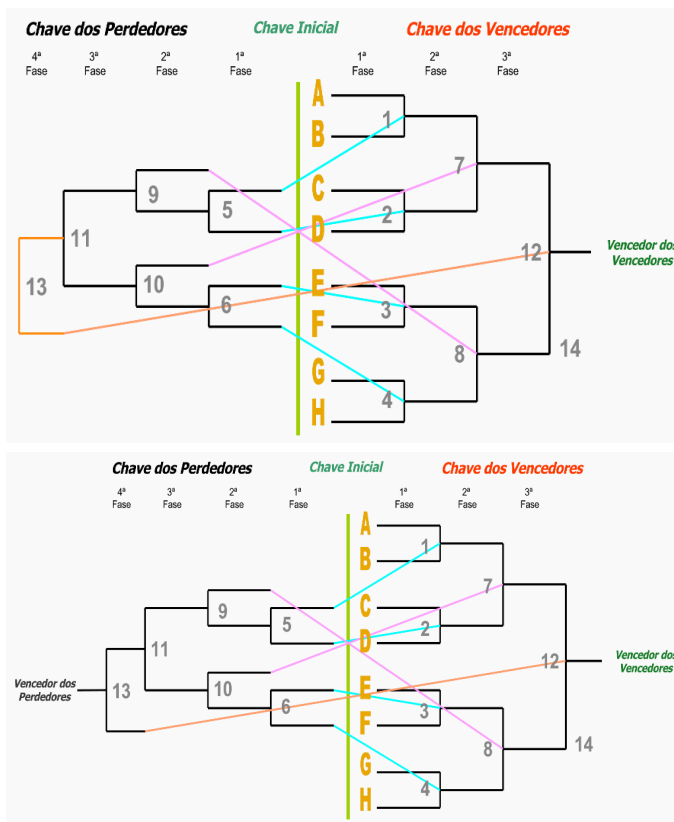 Chave dos Perdedores Chave Inicial Chave dos Vencedores
4ª 3ª 2ª 1ª 1ª 2ª 3ª
Fase Fase Fase Fase Fase Fase Fase
A
1
B
7
C
9
5
2
D
11
12
Vencedor dos
Vencedores
13
10
E
6
3
F
8
14
G
4
H
Chave dos Perdedores Chave Inicial Chave dos Vencedores
4ª 3ª 2ª 1ª 1ª 2ª 3ª
Fase Fase Fase Fase Fase Fase Fase
A
1
B
7
C
9
5
2
D
11
12
Vencedor dos
Vencedores
Vencedor dos
Perdedores
13
10
E
6
3
F
8
14
G
4
H